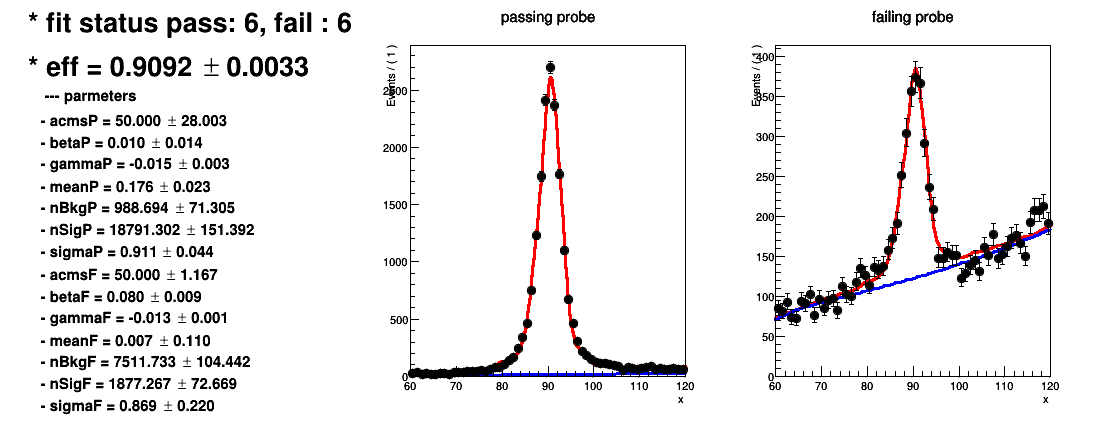 * fit status pass: 6, fail : 6
* eff = 0.9092 ± 0.0033
--- parmeters
- acmsP = 50.000 ± 28.003
- betaP = 0.010 ± 0.014
- gammaP = -0.015 ± 0.003
- meanP = 0.176 ± 0.023
- nBkgP = 988.694 ± 71.305
- nSigP = 18791.302 ± 151.392
- sigmaP = 0.911 ± 0.044
- acmsF = 50.000 ± 1.167
- betaF = 0.080 ± 0.009
- gammaF = -0.013 ± 0.001
- meanF = 0.007 ± 0.110
- nBkgF = 7511.733 ± 104.442
- nSigF = 1877.267 ± 72.669
- sigmaF = 0.869 ± 0.220
passing probe
Events / ( 1 )
2500
2000
1500
1000
500
0
60 70 80 90 100 110 120
x
failing probe
Events / ( 1 )
400
350
300
250
200
150
100
50
0
60 70 80 90 100 110 120
x